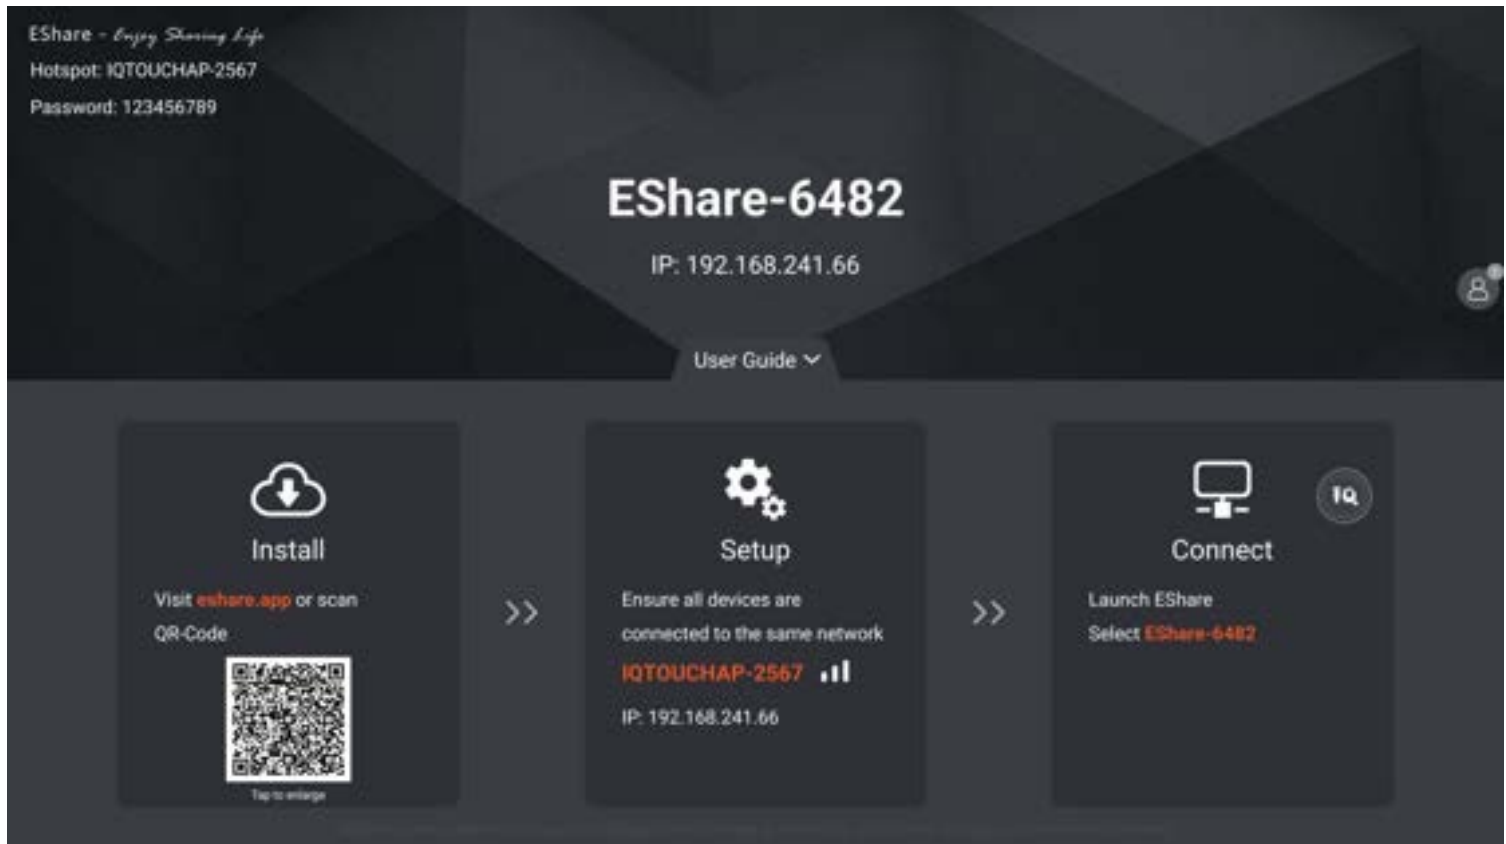 EShare - Enjoy Sharing Life
Hotspot: IQTOUCHAP-2567
Password: 123456789
EShare-6482
IP: 192.168.241.66
User Guide
Install
Visit eshare.app or scan
QR-Code
Tap to enlarge
Setup
Ensure all devices are
connected to the same network
IQTOUCHAP-2567
IP: 192.168.241.66
IQ
Connect
Launch EShare
Select EShare-6482